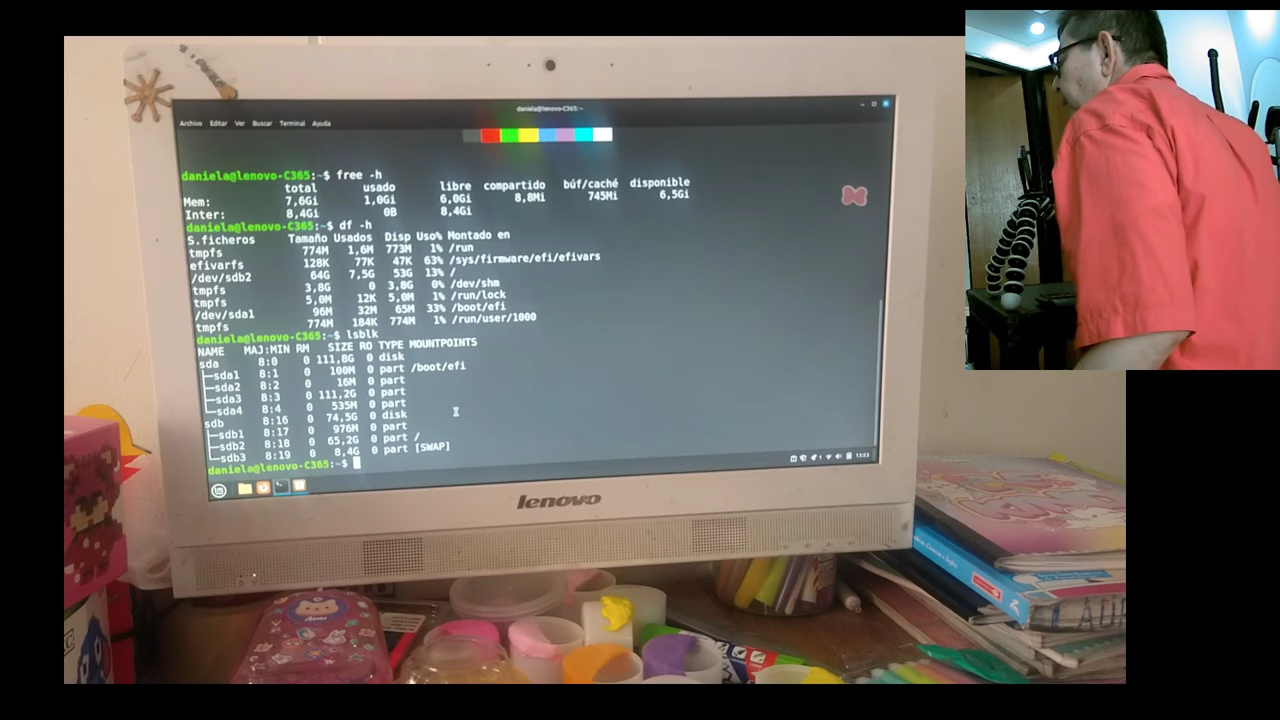 daniela@lenovo-C365: ~
Archivo Editar Ver Buscar Terminal Ayuda
daniela@lenovo-C365:~$ free -h
total usado libre compartido búf/caché disponible
Mem: 7,6Gi 1,0Gi 6,0Gi 8,8Mi 745Mi 6,5Gi
Inter: 8,4Gi 0B 8,4Gi
daniela@lenovo-C365:~$ df -h
S.ficheros Tamaño Usados Disp Uso% Montado en
tmpfs 774M 1,6M 773M 1% /run
efivarfs 128K 77K 47K 63% /sys/firmware/efi/efivars
/dev/sdb2 64G 7,5G 53G 13% /
tmpfs 3,8G 0 3,8G 0% /dev/shm
tmpfs 5,0M 12K 5,0M 1% /run/lock
/dev/sda1 96M 32M 65M 33% /boot/efi
tmpfs 774M 184K 774M 1% /run/user/1000
daniela@lenovo-C365:~$ lsblk
NAME MAJ:MIN RM SIZE RO TYPE MOUNTPOINTS
sda 8:0 0 111,8G 0 disk
├─sda1 8:1 0 100M 0 part /boot/efi
├─sda2 8:2 0 16M 0 part
├─sda3 8:3 0 111,2G 0 part
└─sda4 8:4 0 535M 0 part
sdb 8:16 0 74,5G 0 disk
├─sdb1 8:17 0 976M 0 part
├─sdb2 8:18 0 65,2G 0 part /
└─sdb3 8:19 0 8,4G 0 part [SWAP]
daniela@lenovo-C365:~$
13:53
lenovo